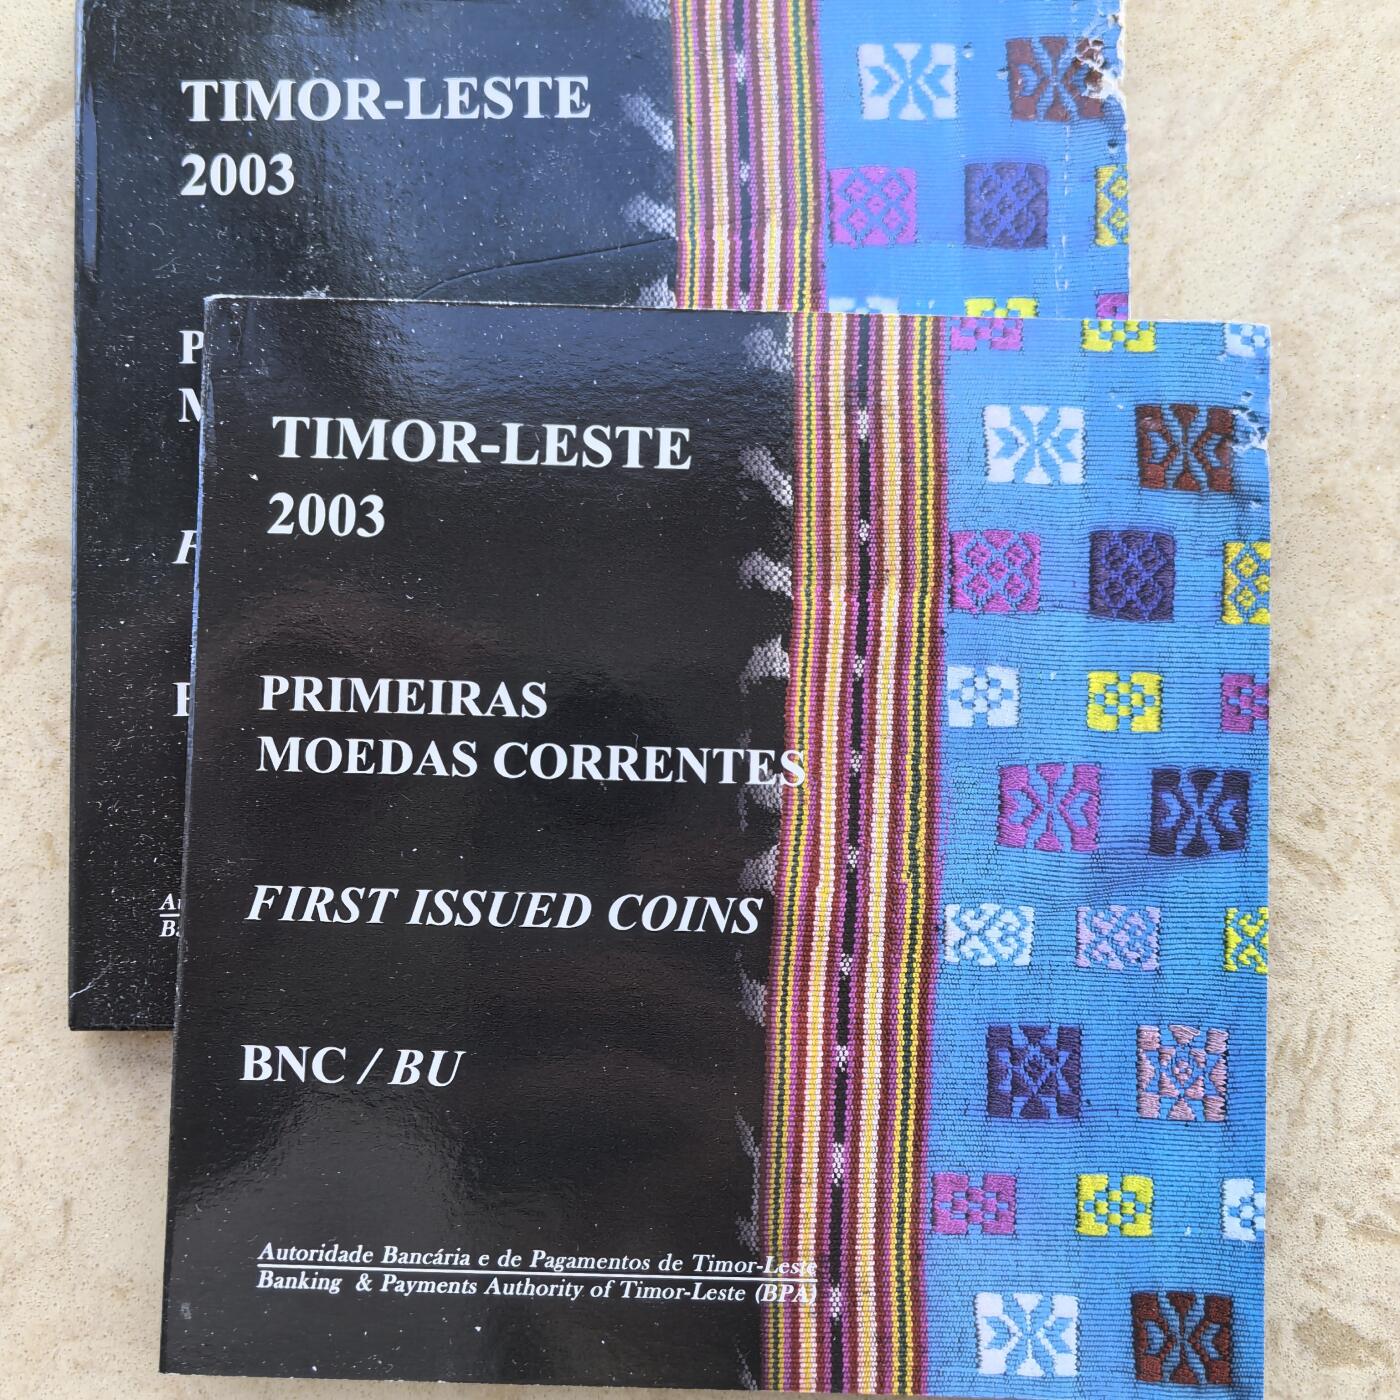 TIMOR-LESTE
2003
TIMOR-LESTE
2003
PRIMEIRAS
MOEDAS CORRENTES
FIRST ISSUED COINS
BNC / BU
Autoridade Bancária e de Pagamentos de Timor-Leste
Banking & Payments Authority of Timor-Leste (BPA)